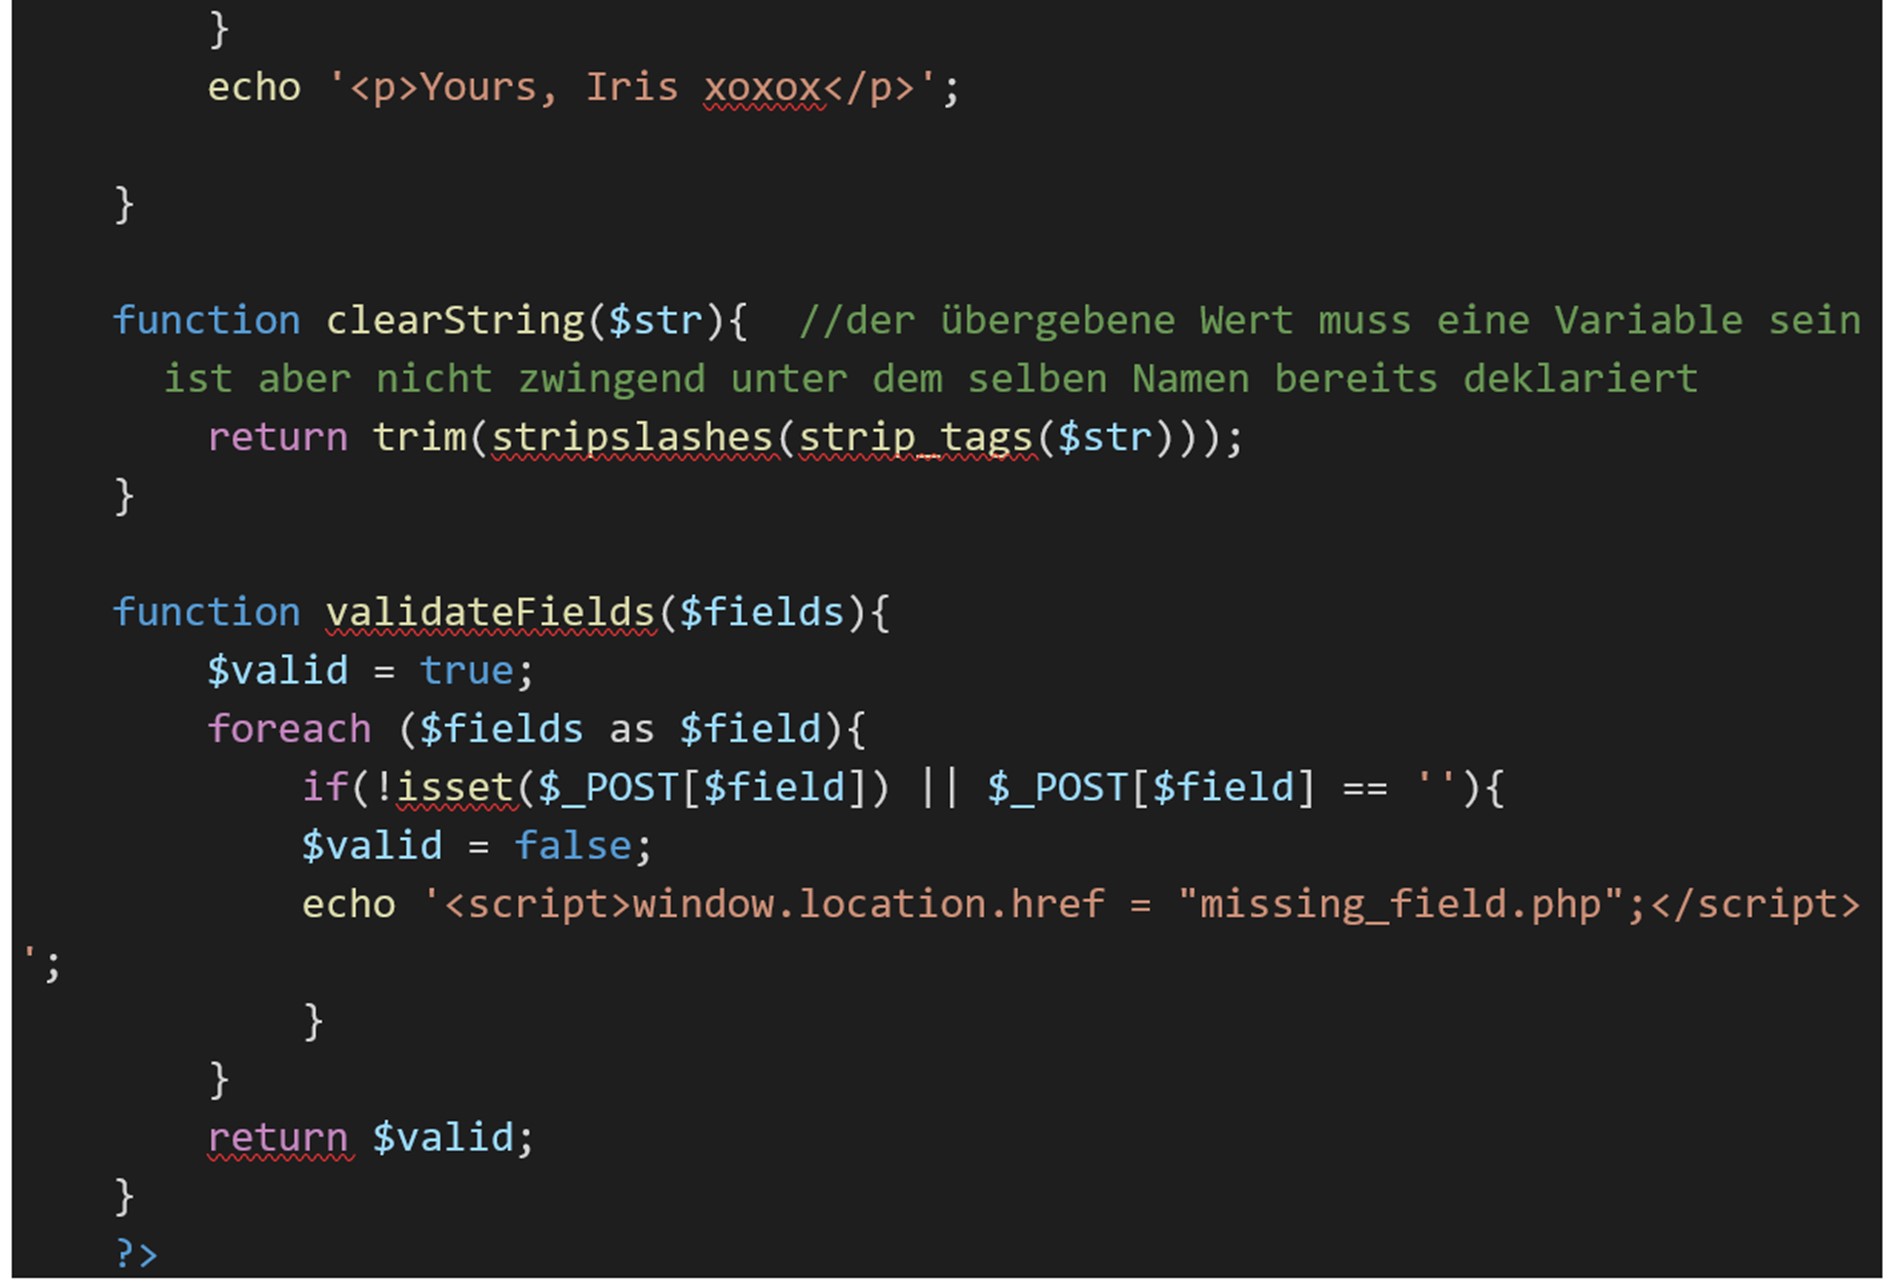 }
echo '<p>Yours, Iris xoxox</p>';
}
function clearString($str){  //der übergebene Wert muss eine Variable sein
ist aber nicht zwingend unter dem selben Namen bereits deklariert
return trim(stripslashes(strip_tags($str)));
}
function validateFields($fields){
$valid = true;
foreach ($fields as $field){
if(!isset($_POST[$field]) || $_POST[$field] == ''){
$valid = false;
echo '<script>window.location.href = "missing_field.php";</script>
';
}
}
return $valid;
}
?>